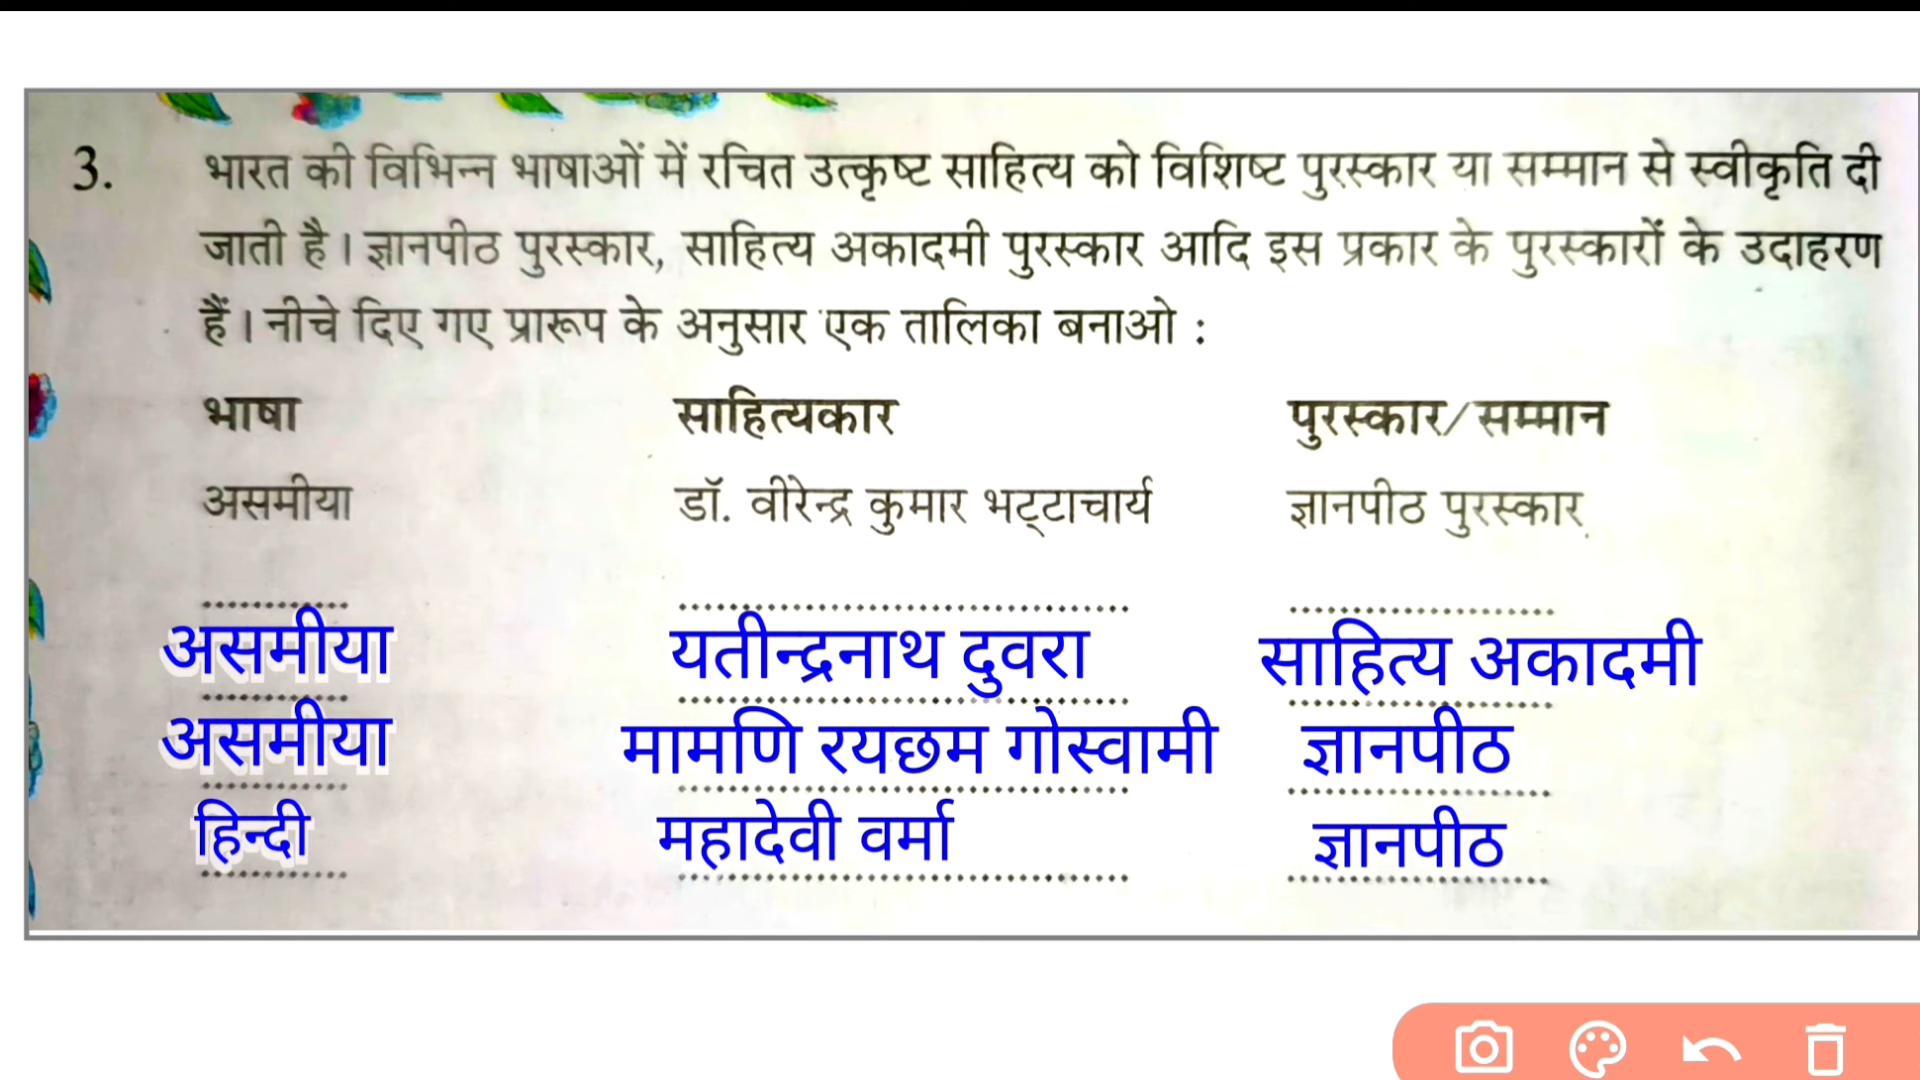 3. भारत की विभिन्न भाषाओं में रचित उत्कृष्ट साहित्य को विशिष्ट पुरस्कार या सम्मान से स्वीकृति दी
जाती है। ज्ञानपीठ पुरस्कार, साहित्य अकादमी पुरस्कार आदि इस प्रकार के पुरस्कारों के उदाहरण
हैं। नीचे दिए गए प्रारूप के अनुसार एक तालिका बनाओ :
भाषा साहित्यकार पुरस्कार/सम्मान
असमीया डॉ. वीरेन्द्र कुमार भट्‌टाचार्य ज्ञानपीठ पुरस्कार
असमीया यतीन्द्रनाथ दुवरा साहित्य अकादमी
असमीया मामणि रयछम गोस्वामी ज्ञानपीठ
हिन्दी महादेवी वर्मा ज्ञानपीठ